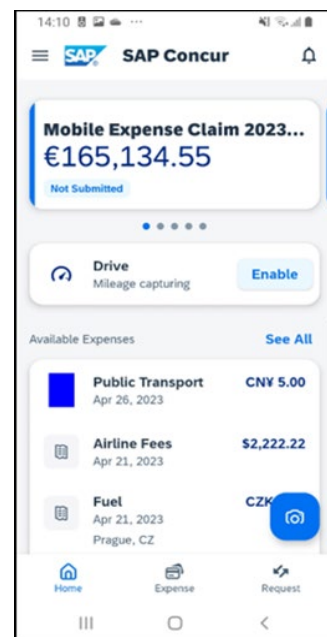 14:10
SAP SAP Concur
Mobile Expense Claim 2023...
€165,134.55
Not Submitted
Drive
Mileage capturing
Enable
Available Expenses See All
Public Transport CN¥ 5.00
Apr 26, 2023
Airline Fees $2,222.22
Apr 21, 2023
Fuel CZK
Apr 21, 2023
Prague, CZ
Home Expense Request